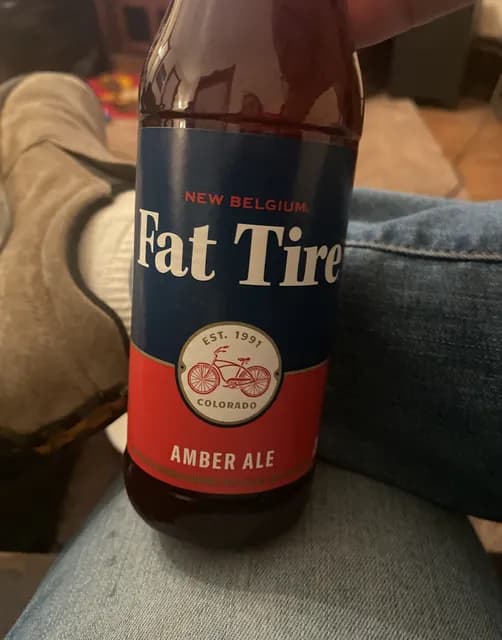 NEW BELGIUM.
Fat Tire
EST. 1991
COLORADO
AMBER ALE